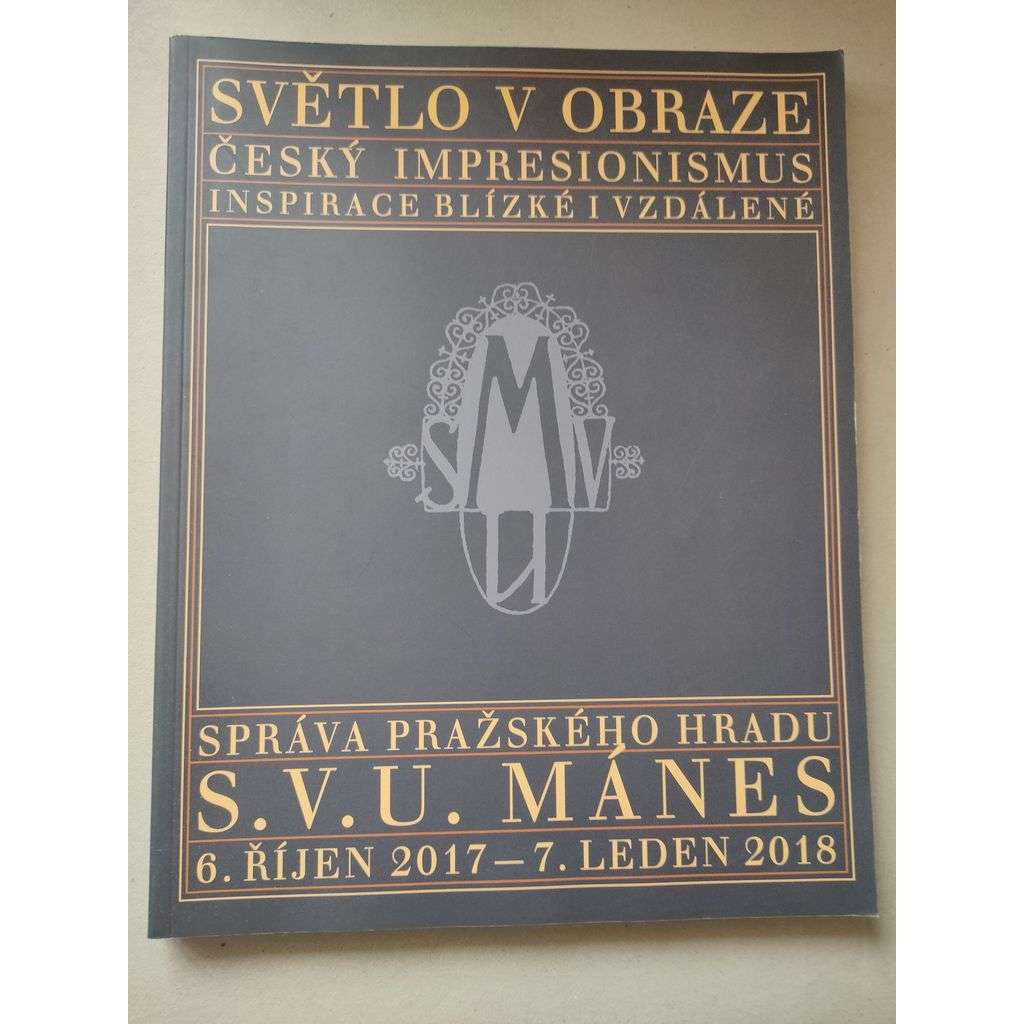 SVĚTLO V OBRAZE
ČESKÝ IMPRESIONISMUS
INSPIRACE BLÍZKÉ I VZDÁLENÉ
M
S V
U
SPRÁVA PRAŽSKÉHO HRADU
S.V.U. MÁNES
6. ŘÍJEN 2017 – 7. LEDEN 2018